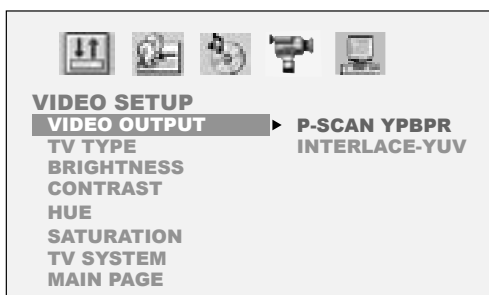 VIDEO SETUP
VIDEO OUTPUT P-SCAN YPBPR
TV TYPE INTERLACE-YUV
BRIGHTNESS
CONTRAST
HUE
SATURATION
TV SYSTEM
MAIN PAGE